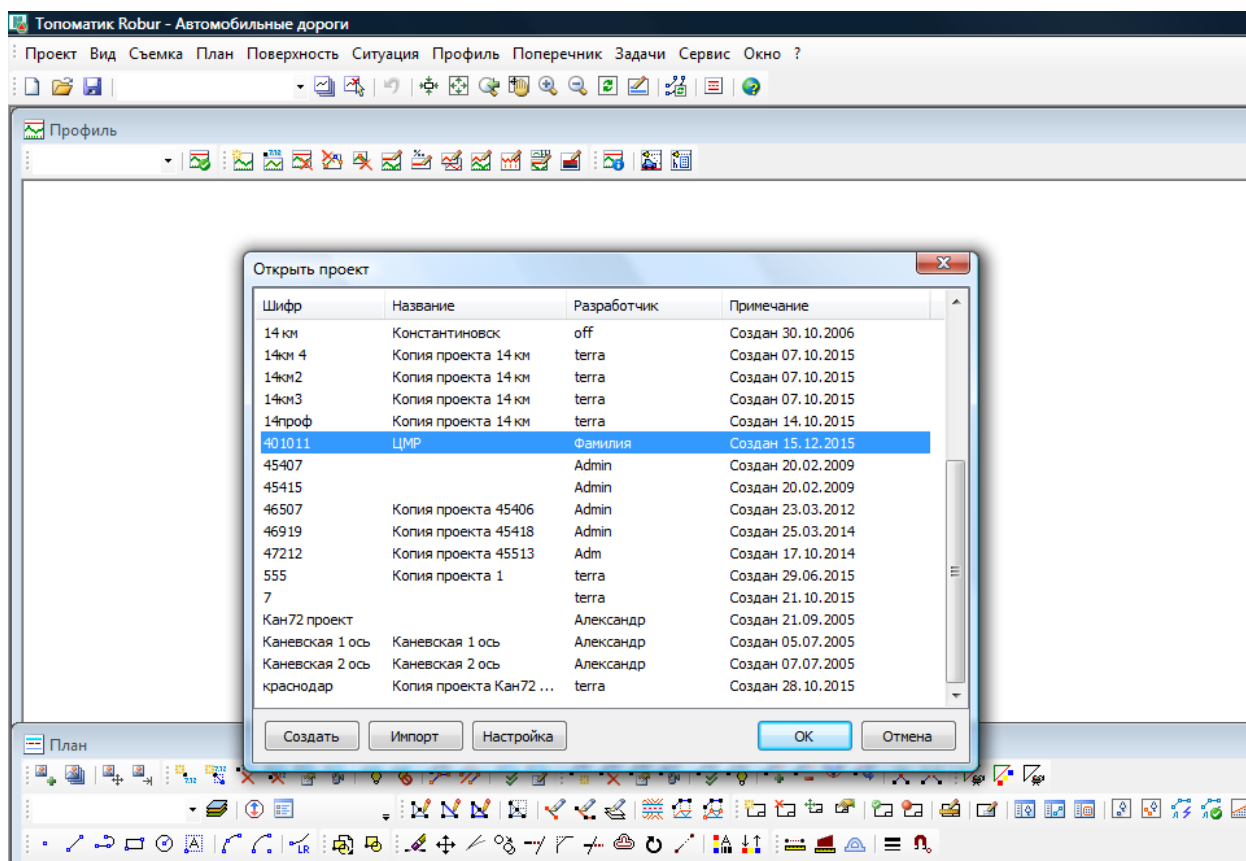 Топоматик Robur - Автомобильные дороги
Проект Вид Съемка План Поверхность Ситуация Профиль Поперечник Задачи Сервис Окно ?
Профиль
Открыть проект
Шифр Название Разработчик Примечание
14 км Константиновск off Создан 30.10.2006
14км 4 Копия проекта 14 км terra Создан 07.10.2015
14км2 Копия проекта 14 км terra Создан 07.10.2015
14км3 Копия проекта 14 км terra Создан 07.10.2015
14проф Копия проекта 14 км terra Создан 14.10.2015
401011 ЦМР Фамилия Создан 15.12.2015
45407 Admin Создан 20.02.2009
45415 Admin Создан 20.02.2009
46507 Копия проекта 45406 Admin Создан 23.03.2012
46919 Копия проекта 45418 Admin Создан 25.03.2014
47212 Копия проекта 45513 Adm Создан 17.10.2014
555 Копия проекта 1 terra Создан 29.06.2015
7 terra Создан 21.10.2015
Кан72 проект Александр Создан 21.09.2005
Каневская 1 ось Каневская 1 ось Александр Создан 05.07.2005
Каневская 2 ось Каневская 2 ось Александр Создан 07.07.2005
краснодар Копия проекта Кан72 ... terra Создан 28.10.2015
Создать Импорт Настройка OK Отмена
План